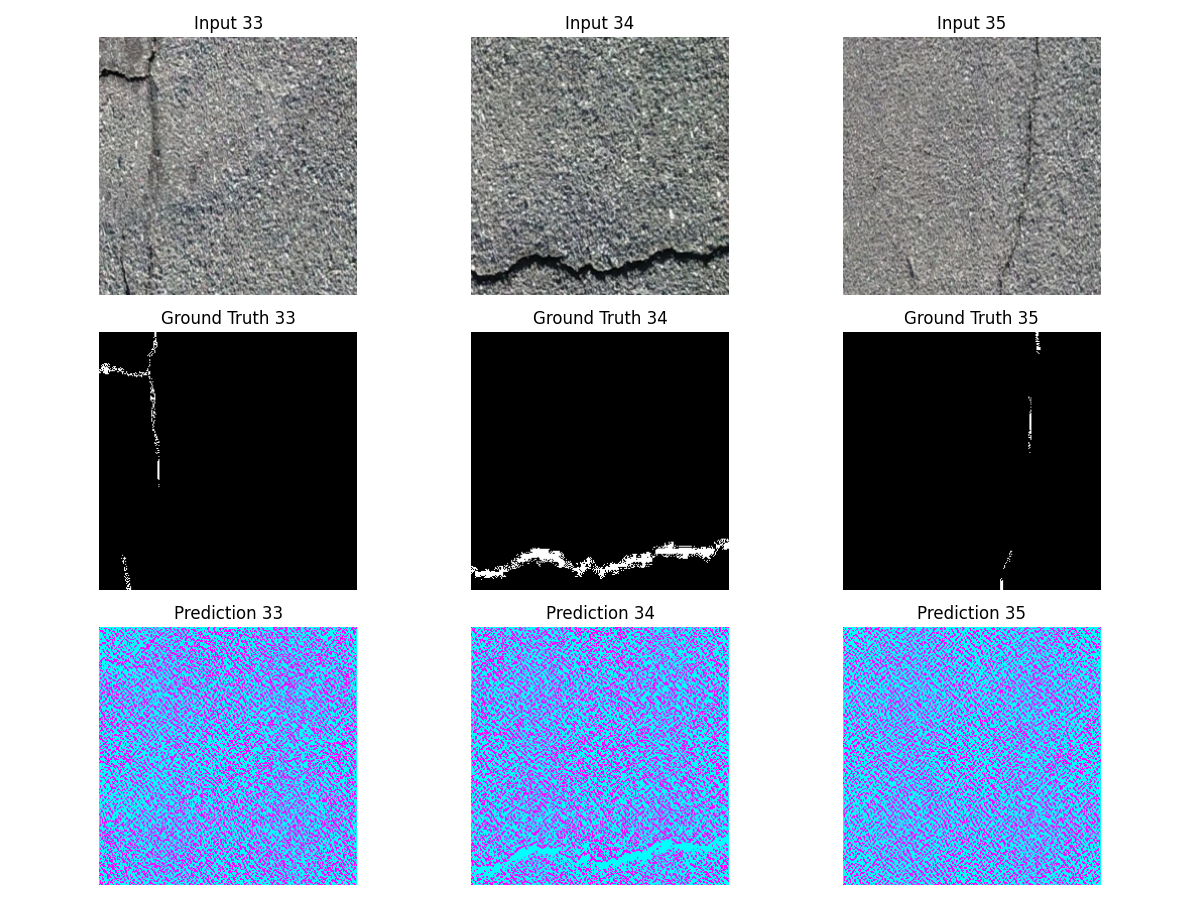 Input 33
Input 34
Input 35
Ground Truth 33
Ground Truth 34
Ground Truth 35
Prediction 33
Prediction 34
Prediction 35